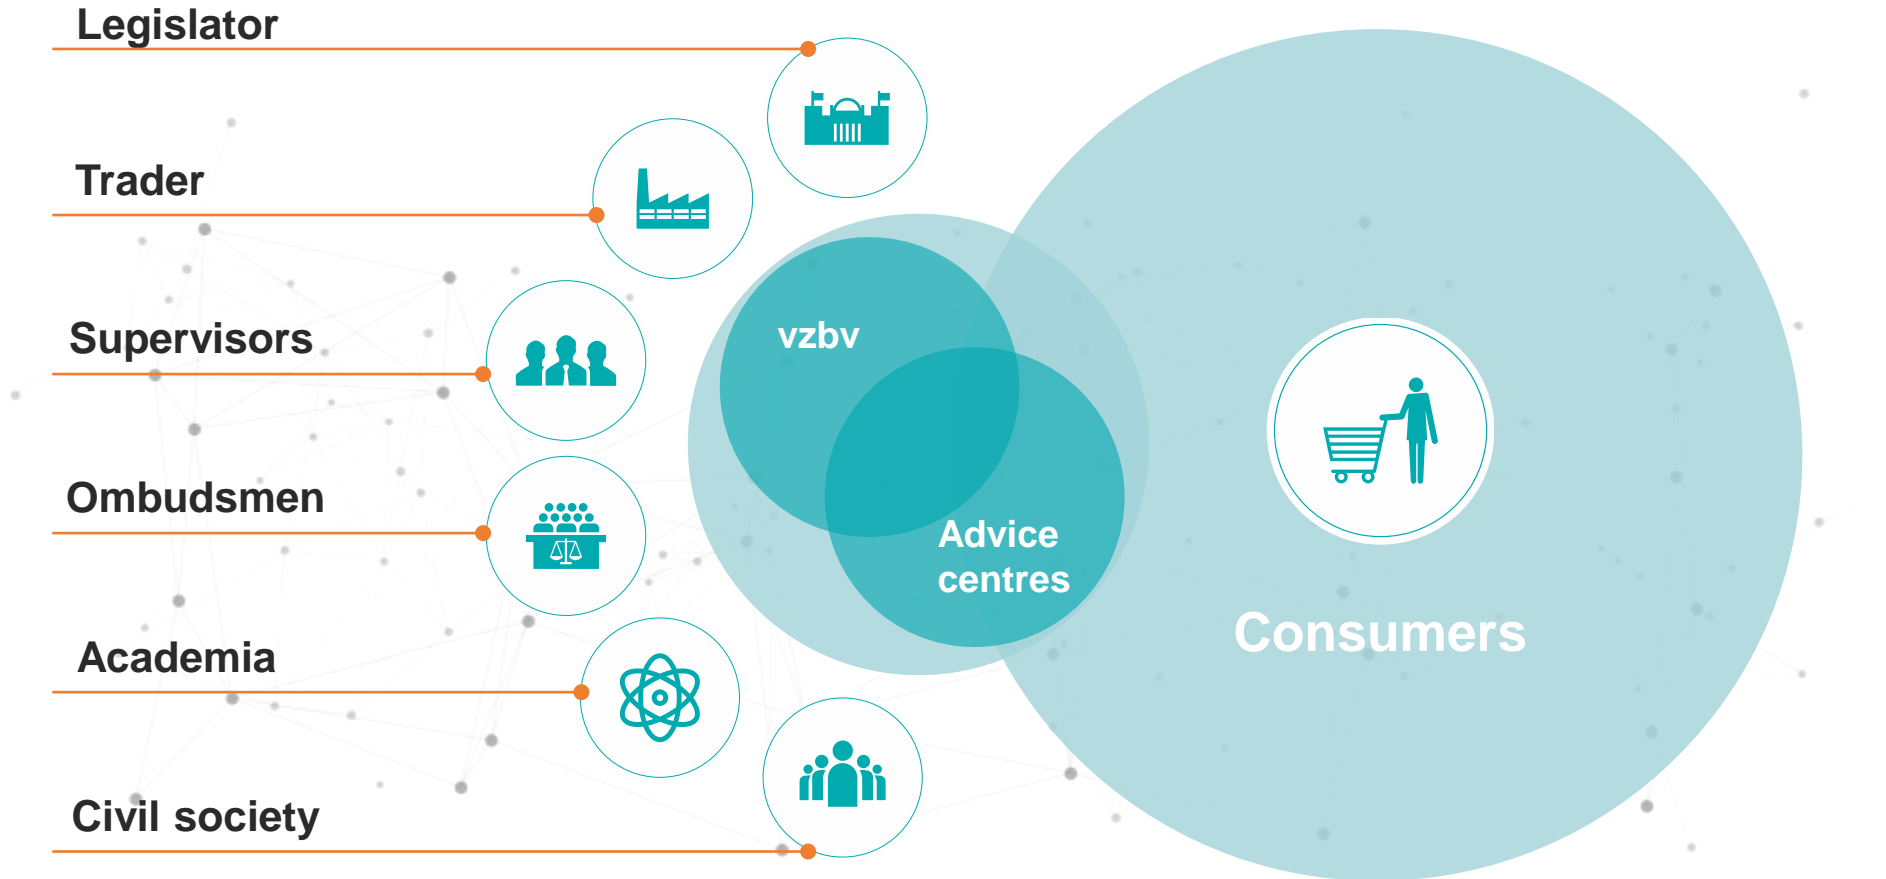 Legislator
Trader
Supervisors
Ombudsmen
Academia
Civil society
vzbv
Advice
centres
Consumers